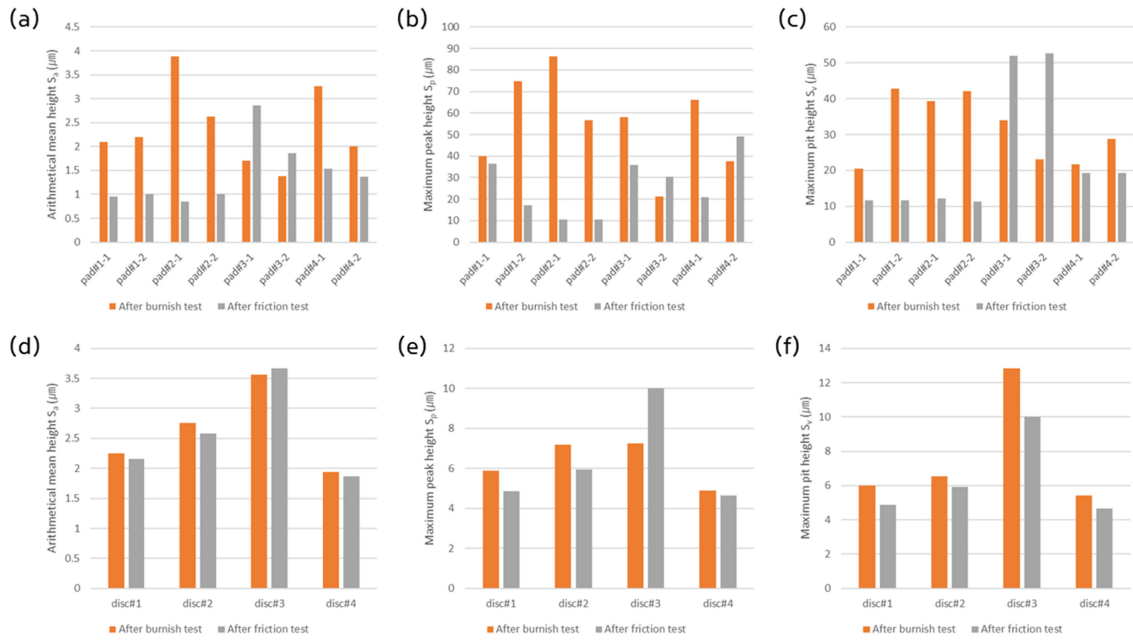 (a)
Arithmetical mean height Sa (㎛)
4.5
4
3.5
3
2.5
2
1.5
1
0.5
0
pad#1-1 pad#1-2 pad#2-1 pad#2-2 pad#3-1 pad#3-2 pad#4-1 pad#4-2
After burnish test After friction test
(b)
Maximum peak height Sp (㎛)
100
90
80
70
60
50
40
30
20
10
0
pad#1-1 pad#1-2 pad#2-1 pad#2-2 pad#3-1 pad#3-2 pad#4-1 pad#4-2
After burnish test After friction test
(c)
Maximum pit height Sv (㎛)
60
50
40
30
20
10
0
pad#1-1 pad#1-2 pad#2-1 pad#2-2 pad#3-1 pad#3-2 pad#4-1 pad#4-2
After burnish test After friction test
(d)
Arithmetical mean height Sa (㎛)
4
3.5
3
2.5
2
1.5
1
0.5
0
disc#1 disc#2 disc#3 disc#4
After burnish test After friction test
(e)
Maximum peak height Sp (㎛)
12
10
8
6
4
2
0
disc#1 disc#2 disc#3 disc#4
After burnish test After friction test
(f)
Maximum pit height Sv (㎛)
14
12
10
8
6
4
2
0
disc#1 disc#2 disc#3 disc#4
After burnish test After friction test